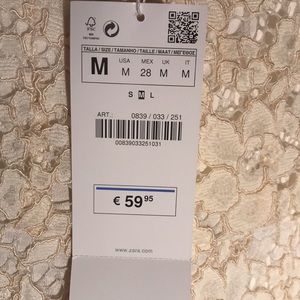 FSC
TALLA / SIZE / TAMANHO / TAILLE / MAAT / ΜΕΓΕΘΟΣ
M
USA MEX UK IT
M 28 M M
S M L
ART.: 0839 / 033 / 251
00839033251031
€ 59 95
www.zara.com